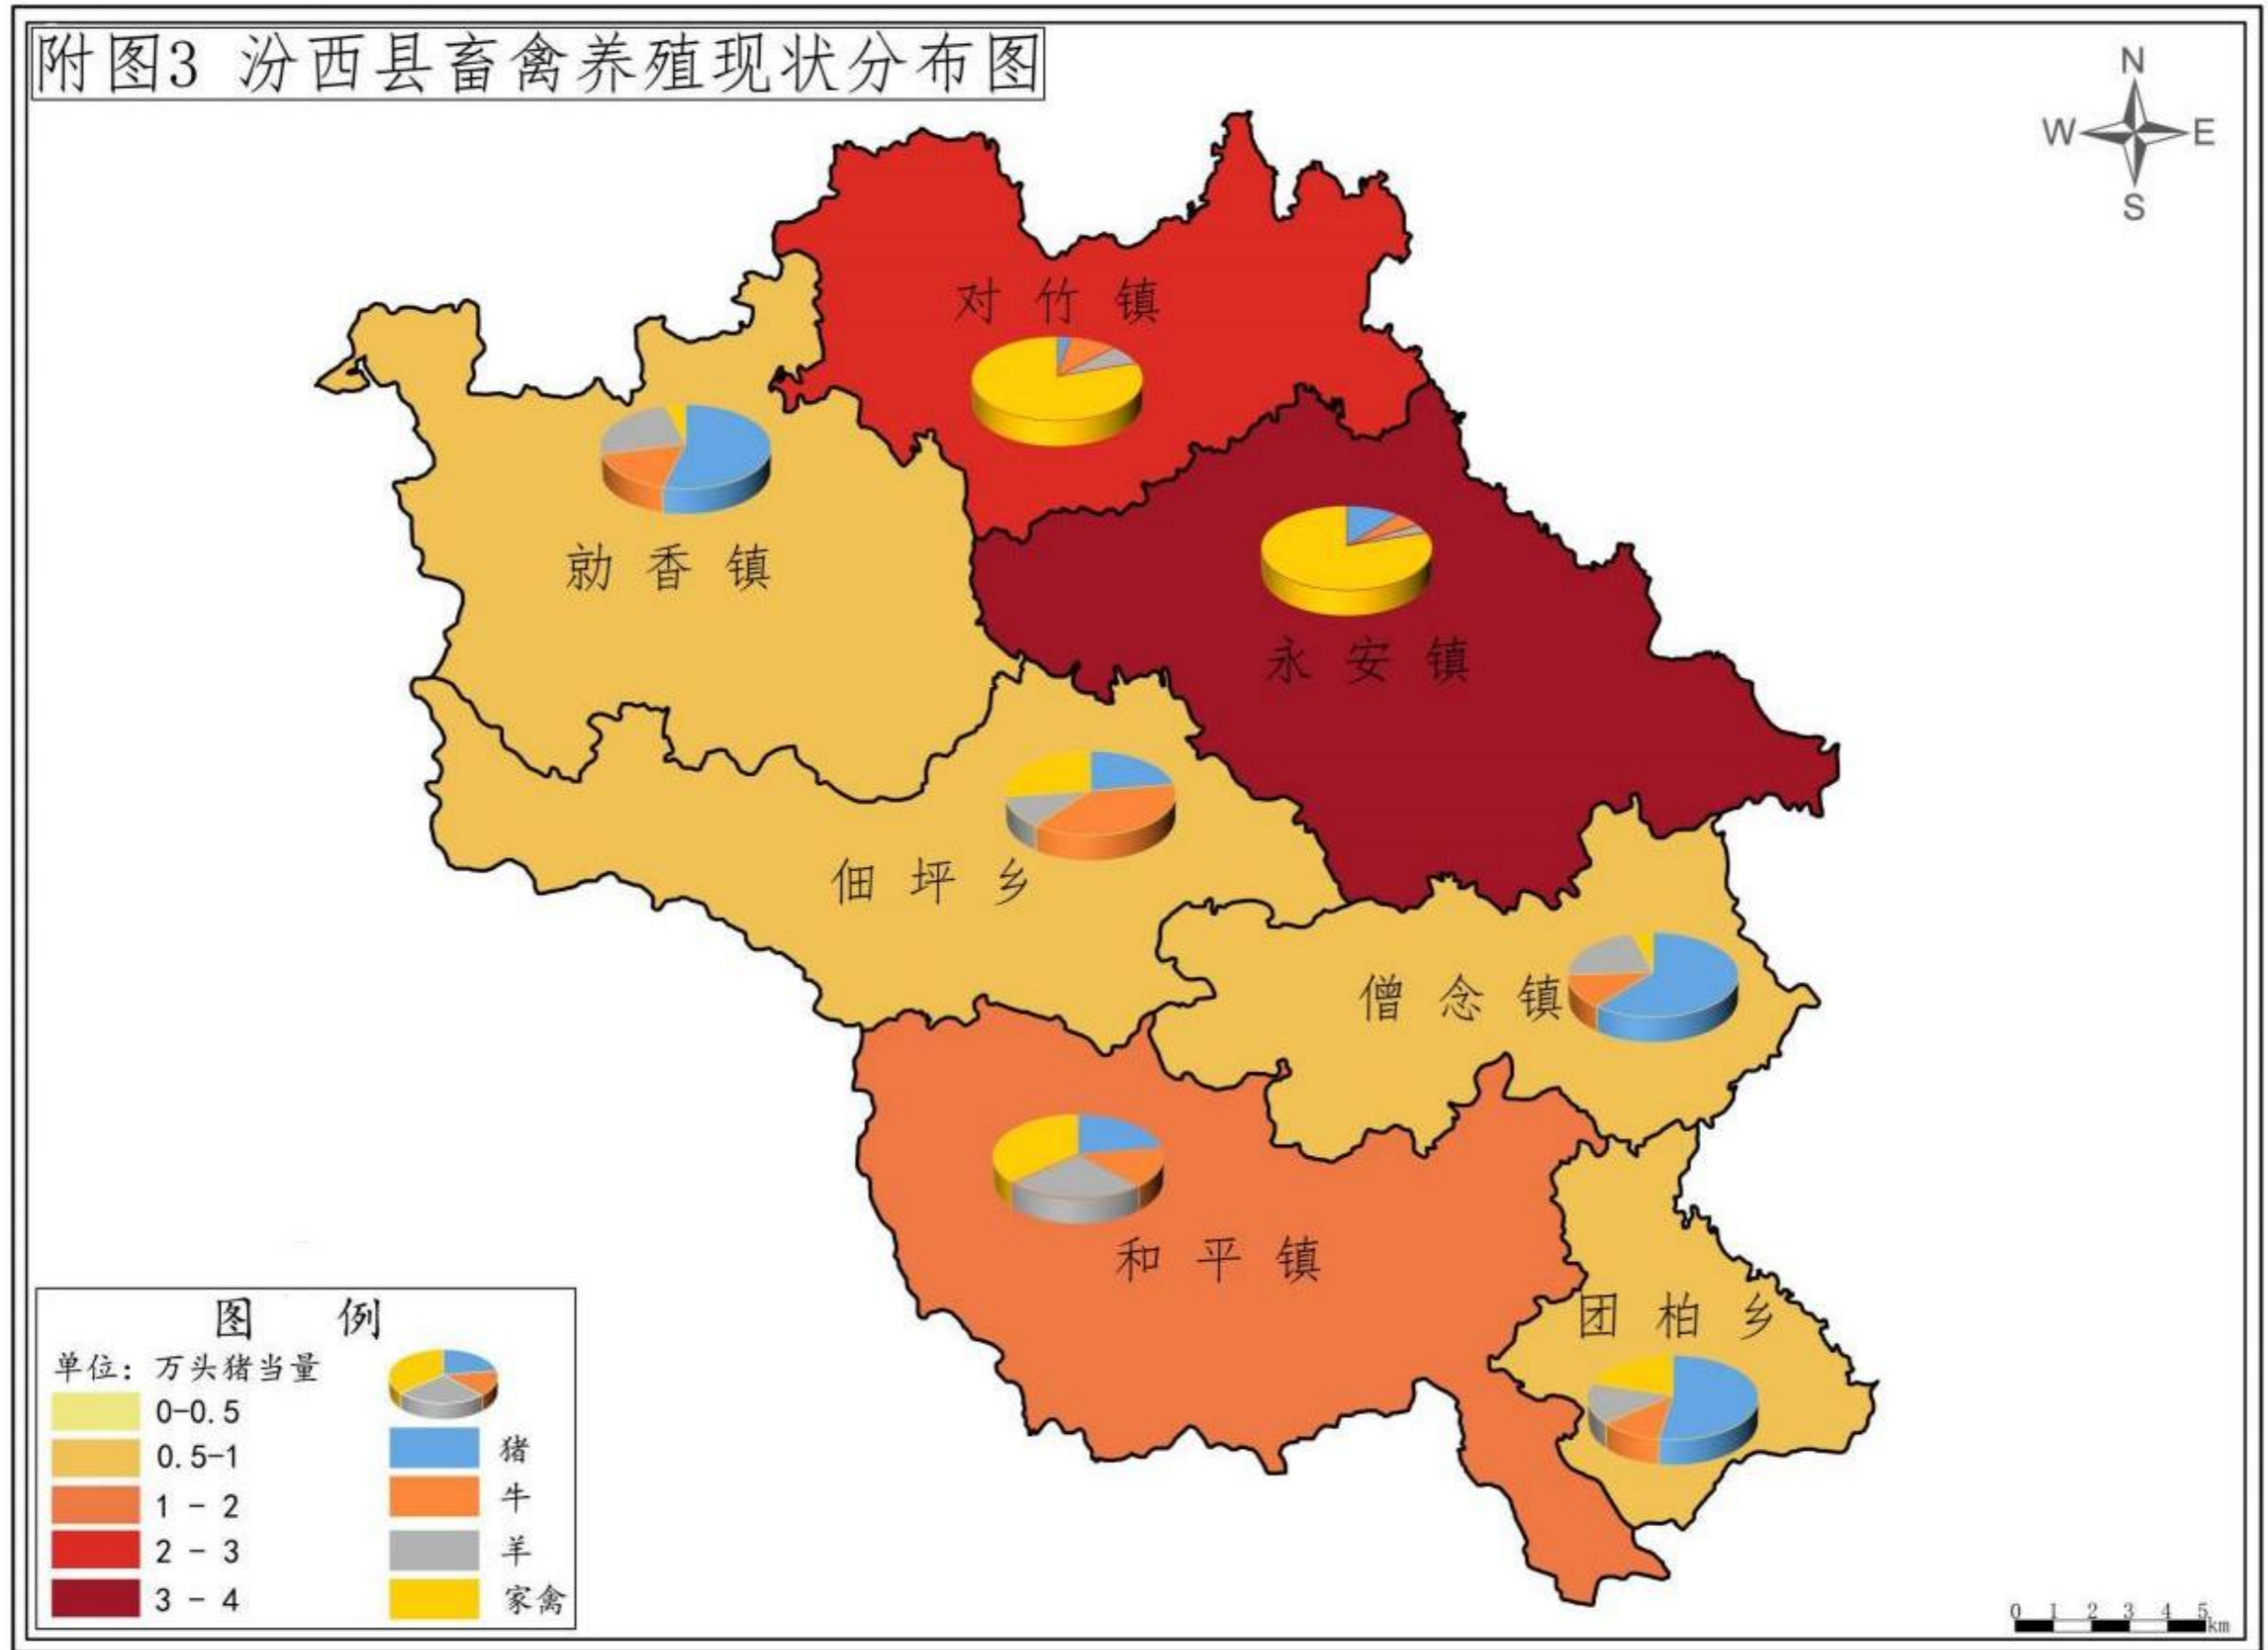 附图3 汾西县畜禽养殖现状分布图
N
W E
S
对竹镇
勍香镇
永安镇
佃坪乡
僧念镇
和平镇
团柏乡
图 例
单位：万头猪当量
0-0.5
0.5-1
1 - 2
2 - 3
3 - 4
猪
牛
羊
家禽
0 1 2 3 4 5
km